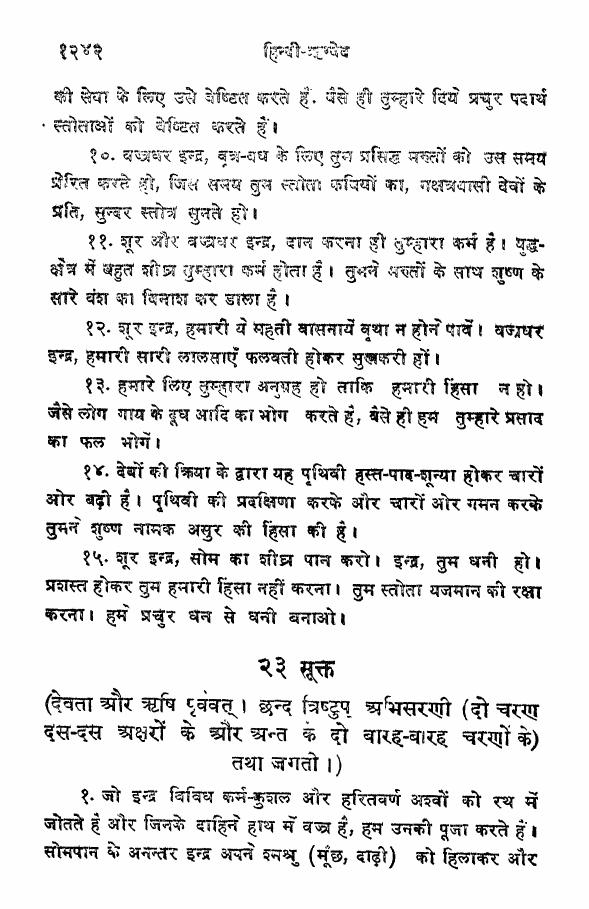 १२४२ हिन्दी-ऋग्वेद
की सेवा के लिए उसे वेष्टित करते हैं. वैसे ही तुम्हारे दिये प्रचुर पदार्थ
स्तोताओं को वेष्टित करते हैं।
१०. वज्रधर इन्द्र, वृत्र-वध के लिए तुम प्रसिद्ध मरुतों को उस समय
प्रेरित करते हो, जिस समय तुम स्तोता कवियों का, नक्षत्रवासी देवों के
प्रति, सुन्दर स्तोत्र सुनते हो।
११. शूर और वज्रधर इन्द्र, दान करना ही तुम्हारा कर्म है। युद्ध-
क्षेत्र में बहुत शीघ्र तुम्हारा कर्म होता है। तुमने मरुतों के साथ शुष्ण के
सारे वंश का विनाश कर डाला है।
१२. शूर इन्द्र, हमारी ये महती वासनायें वृथा न होने पावें। वज्रधर
इन्द्र, हमारी सारी लालसाएँ फलवती होकर सुखकरी हों।
१३. हमारे लिए तुम्हारा अनुग्रह हो ताकि हमारी हिंसा न हो।
जैसे लोग गाय के दूध आदि का भोग करते हैं, वैसे ही हम तुम्हारे प्रसाद
का फल भोगें।
१४. देवों की क्रिया के द्वारा यह पृथिवी हस्त-पाद-शून्या होकर चारों
ओर बढ़ी है। पृथिवी की प्रदक्षिणा करके और चारों ओर गमन करके
तुमने शुष्ण नामक असुर की हिंसा की है।
१५. शूर इन्द्र, सोम का शीघ्र पान करो। इन्द्र, तुम धनी हो।
प्रशस्त होकर तुम हमारी हिंसा नहीं करना। तुम स्तोता यजमान की रक्षा
करना। हमें प्रचुर धन से धनी बनाओ।
२३ सूक्त
(देवता और ऋषि पूर्ववत्। छन्द त्रिष्टुप् अभिसरणी (दो चरण
दस-दस अक्षरों के और अन्त के दो बारह-बारह चरणों के)
तथा जगती।)
१. जो इन्द्र विविध कर्म-कुशल और हरितवर्ण अश्वों को रथ में
जोतते हैं और जिनके दाहिने हाथ में वज्र है, हम उनकी पूजा करते हैं।
सोमपान के अनन्तर इन्द्र अपने श्मश्रु (मूँछ, दाढ़ी) को हिलाकर और